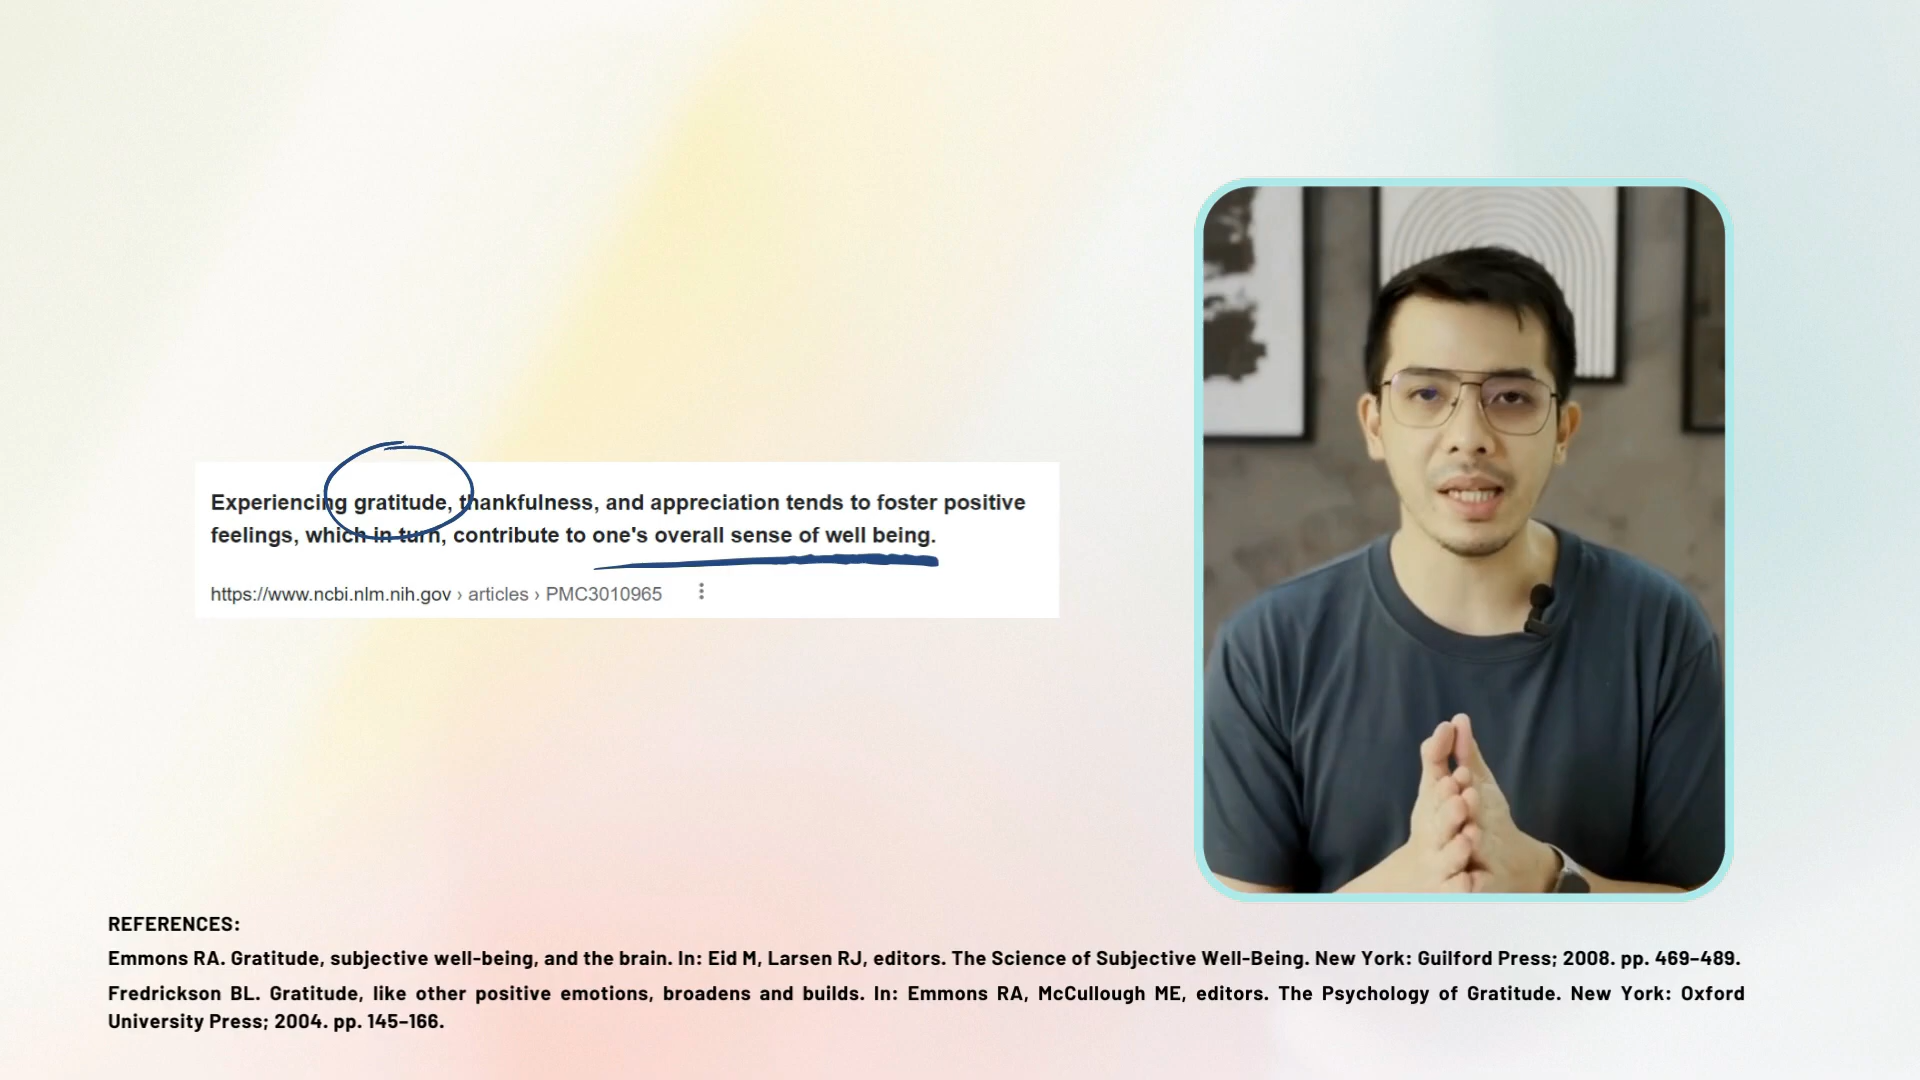 Experiencing gratitude, thankfulness, and appreciation tends to foster positive
feelings, which in turn, contribute to one's overall sense of well being.
https://www.ncbi.nlm.nih.gov › articles › PMC3010965
REFERENCES:
Emmons RA. Gratitude, subjective well-being, and the brain. In: Eid M, Larsen RJ, editors. The Science of Subjective Well-Being. New York: Guilford Press; 2008. pp. 469–489.
Fredrickson BL. Gratitude, like other positive emotions, broadens and builds. In: Emmons RA, McCullough ME, editors. The Psychology of Gratitude. New York: Oxford
University Press; 2004. pp. 145–166.